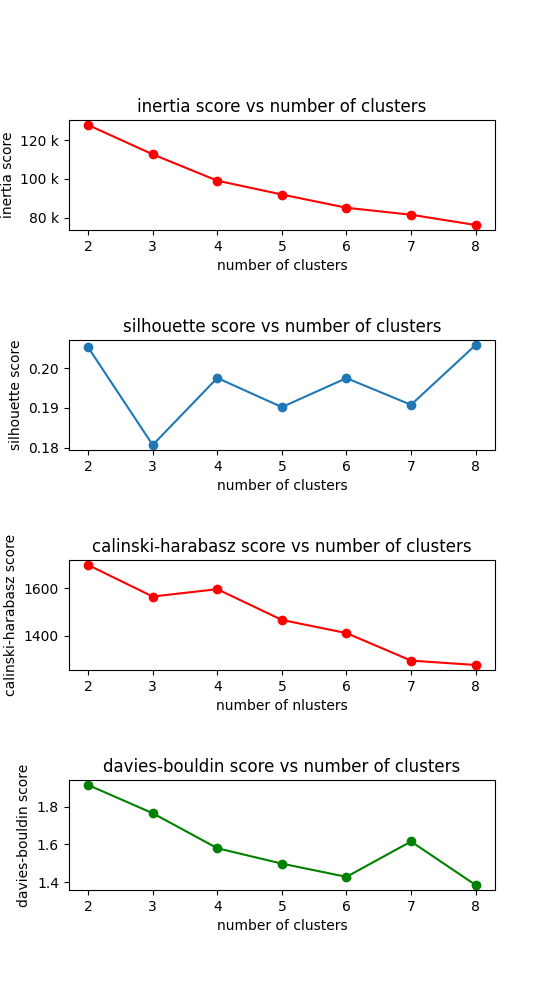 inertia score vs number of clusters
inertia score
120 k
100 k
80 k
2 3 4 5 6 7 8
number of clusters
silhouette score vs number of clusters
silhouette score
0.20
0.19
0.18
2 3 4 5 6 7 8
number of clusters
calinski-harabasz score vs number of clusters
calinski-harabasz score
1600
1400
2 3 4 5 6 7 8
number of nlusters
davies-bouldin score vs number of clusters
davies-bouldin score
1.8
1.6
1.4
2 3 4 5 6 7 8
number of clusters